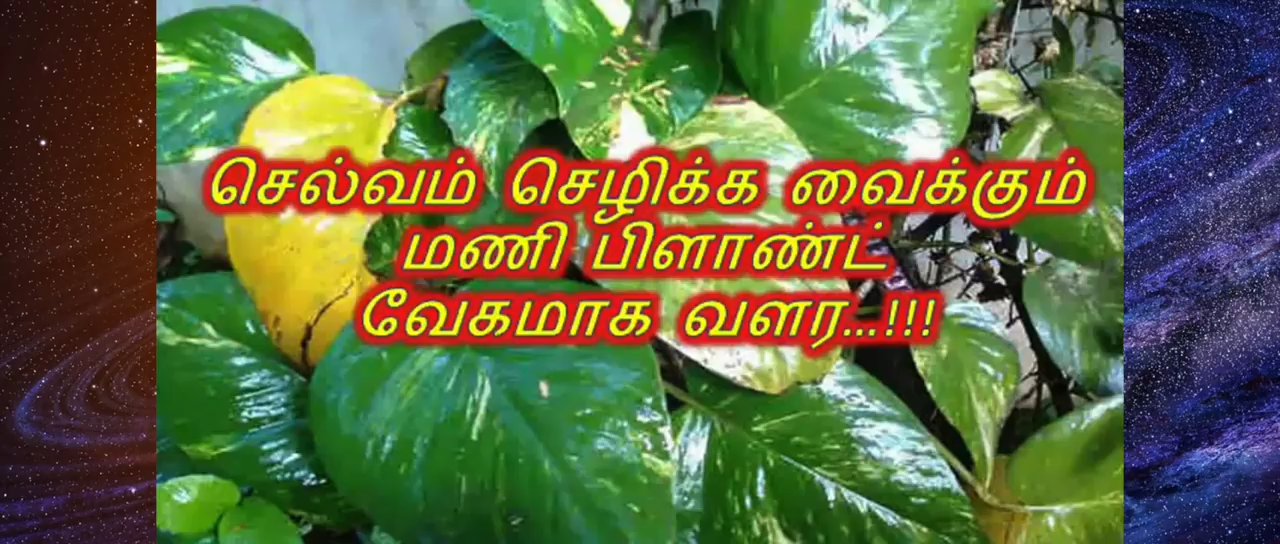 செல்வம் செழிக்க வைக்கும்
மணி பிளாண்ட்
வேகமாக வளர...!!!